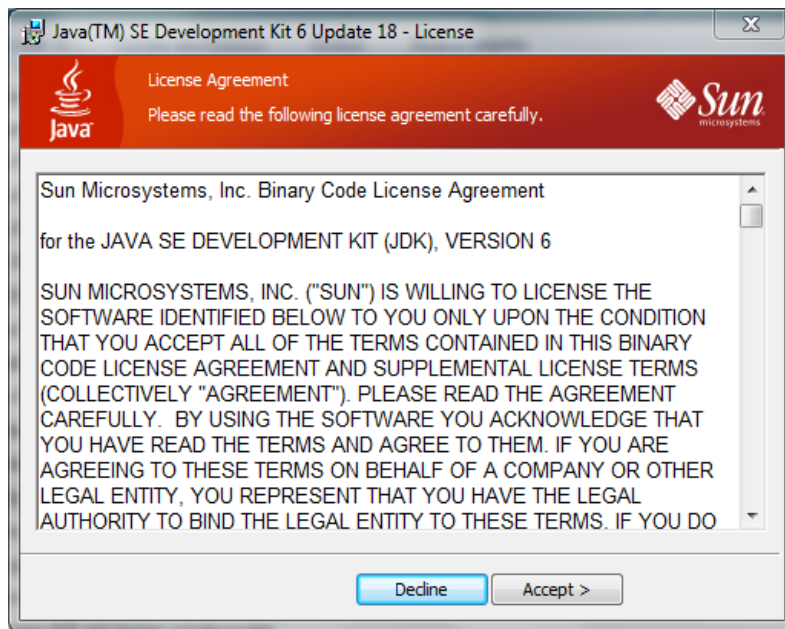 Java(TM) SE Development Kit 6 Update 18 - License
License Agreement
Please read the following license agreement carefully.
Java
Sun
microsystems
Sun Microsystems, Inc. Binary Code License Agreement
for the JAVA SE DEVELOPMENT KIT (JDK), VERSION 6
SUN MICROSYSTEMS, INC. ("SUN") IS WILLING TO LICENSE THE
SOFTWARE IDENTIFIED BELOW TO YOU ONLY UPON THE CONDITION
THAT YOU ACCEPT ALL OF THE TERMS CONTAINED IN THIS BINARY
CODE LICENSE AGREEMENT AND SUPPLEMENTAL LICENSE TERMS
(COLLECTIVELY "AGREEMENT"). PLEASE READ THE AGREEMENT
CAREFULLY.  BY USING THE SOFTWARE YOU ACKNOWLEDGE THAT
YOU HAVE READ THE TERMS AND AGREE TO THEM. IF YOU ARE
AGREEING TO THESE TERMS ON BEHALF OF A COMPANY OR OTHER
LEGAL ENTITY, YOU REPRESENT THAT YOU HAVE THE LEGAL
AUTHORITY TO BIND THE LEGAL ENTITY TO THESE TERMS. IF YOU DO
Decline
Accept >